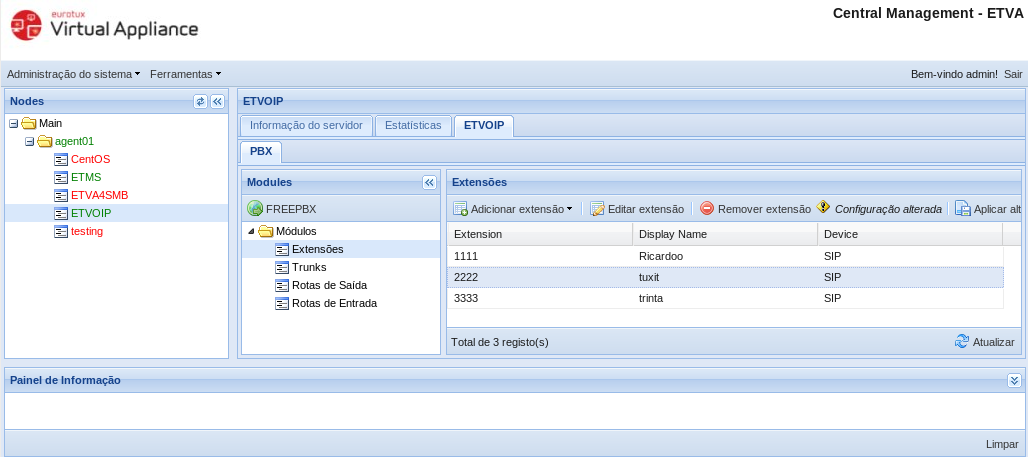 eurotux
Virtual Appliance
Central Management - ETVA
Administração do sistema Ferramentas Bem-vindo admin! Sair
Nodes
Main
agent01
CentOS
ETMS
ETVA4SMB
ETVOIP
testing
ETVOIP
Informação do servidor Estatísticas ETVOIP
PBX
Modules
FREEPBX
Módulos
Extensões
Trunks
Rotas de Saída
Rotas de Entrada
Extensões
Adicionar extensão Editar extensão Remover extensão Configuração alterada Aplicar alt
Extension Display Name Device
1111 Ricardoo SIP
2222 tuxit SIP
3333 trinta SIP
Total de 3 registo(s) Atualizar
Painel de Informação
Limpar